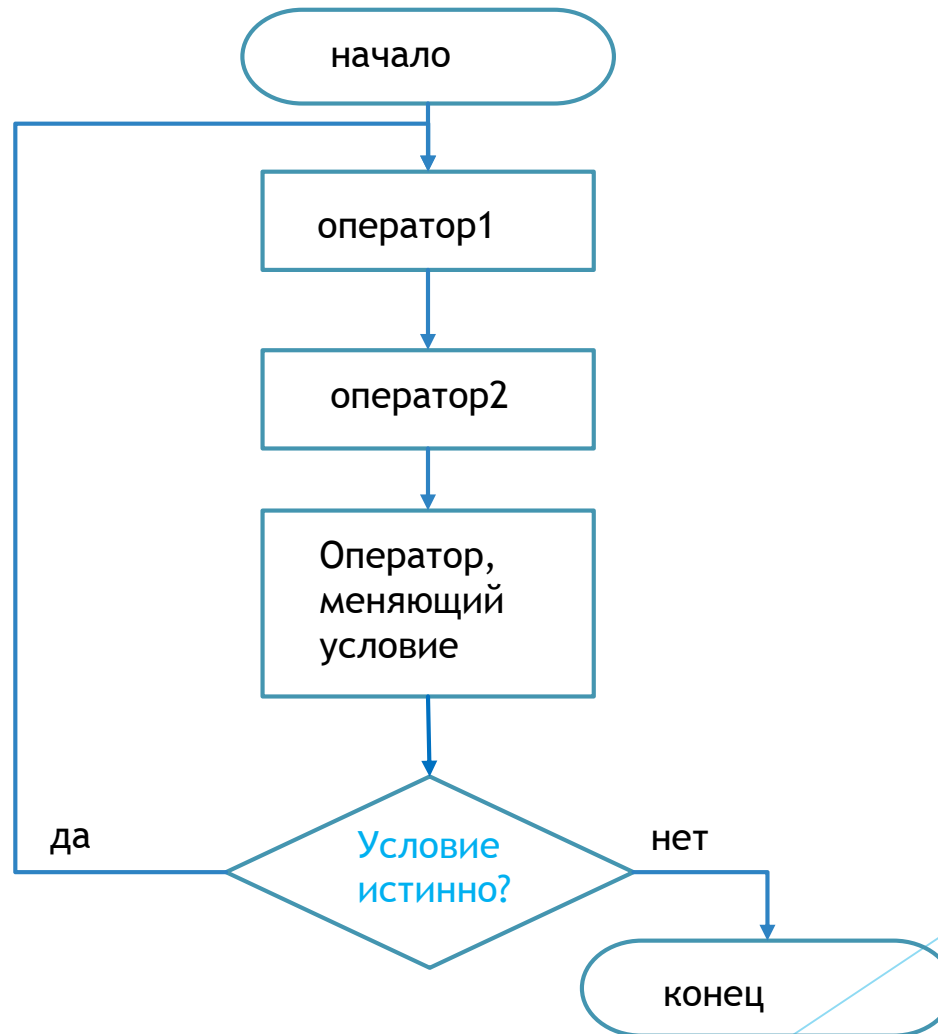 начало
оператор1
оператор2
Оператор,
меняющий
условие
да
Условие
истинно?
нет
конец